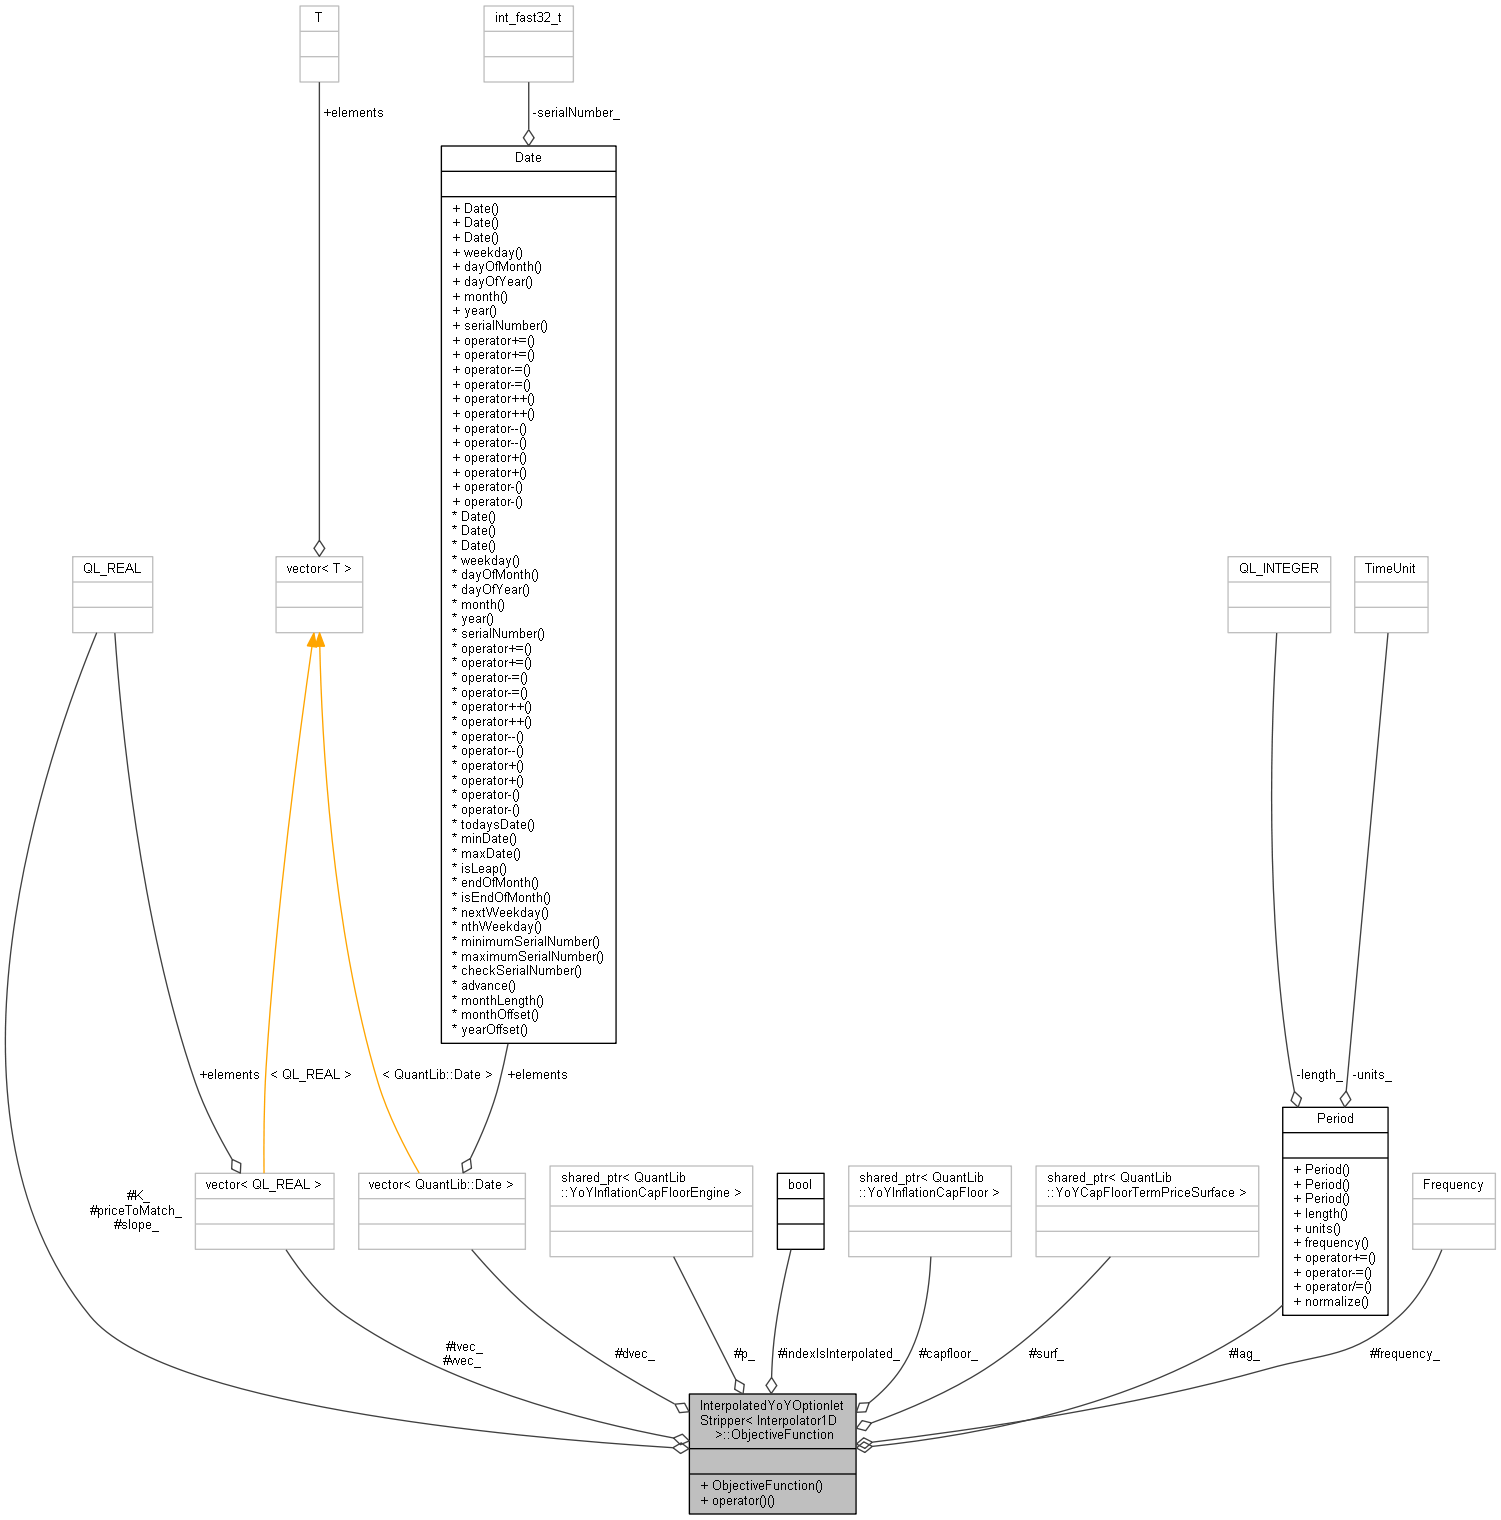 T
int_fast32_t
+elements
-serialNumber_
Date
+ Date()
+ Date()
+ Date()
+ weekday()
+ dayOfMonth()
+ dayOfYear()
+ month()
+ year()
+ serialNumber()
+ operator+=()
+ operator+=()
+ operator-=()
+ operator-=()
+ operator++()
+ operator++()
+ operator--()
+ operator--()
+ operator+()
+ operator+()
+ operator-()
+ operator-()
* Date()
* Date()
* Date()
* weekday()
* dayOfMonth()
* dayOfYear()
* month()
* year()
* serialNumber()
* operator+=()
* operator+=()
* operator-=()
* operator-=()
* operator++()
* operator++()
* operator--()
* operator--()
* operator+()
* operator+()
* operator-()
* operator-()
* todaysDate()
* minDate()
* maxDate()
* isLeap()
* endOfMonth()
* isEndOfMonth()
* nextWeekday()
* nthWeekday()
* minimumSerialNumber()
* maximumSerialNumber()
* checkSerialNumber()
* advance()
* monthLength()
* monthOffset()
* yearOffset()
QL_REAL
vector< T >
QL_INTEGER
TimeUnit
+elements
< QL_REAL >
< QuantLib::Date >
+elements
-length_
-units_
Period
+ Period()
+ Period()
+ Period()
+ length()
+ units()
+ frequency()
+ operator+=()
+ operator-=()
+ operator/=()
+ normalize()
#K_
#priceToMatch_
#slope_
vector< QL_REAL >
vector< QuantLib::Date >
shared_ptr< QuantLib
::YoYInflationCapFloorEngine >
bool
shared_ptr< QuantLib
::YoYInflationCapFloor >
shared_ptr< QuantLib
::YoYCapFloorTermPriceSurface >
Frequency
#tvec_
#vvec_
#dvec_
#p_
#indexIsInterpolated_
#capfloor_
#surf_
#lag_
#frequency_
InterpolatedYoYOptionlet
Stripper< Interpolator1D
>::ObjectiveFunction
+ ObjectiveFunction()
+ operator()()